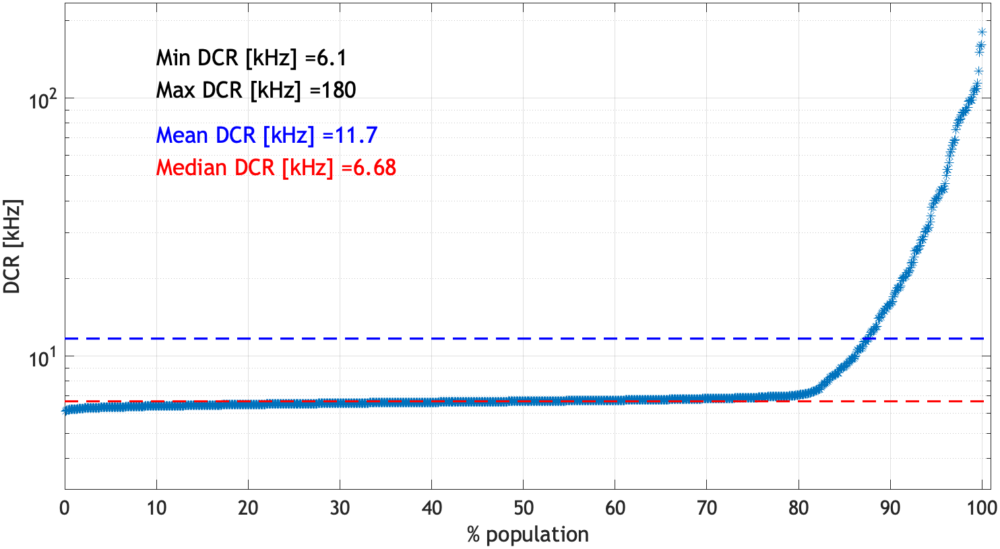 Min DCR [kHz] =6.1
Max DCR [kHz] =180
Mean DCR [kHz] =11.7
Median DCR [kHz] =6.68
DCR [kHz]
10²
10¹
0 10 20 30 40 50 60 70 80 90 100
% population